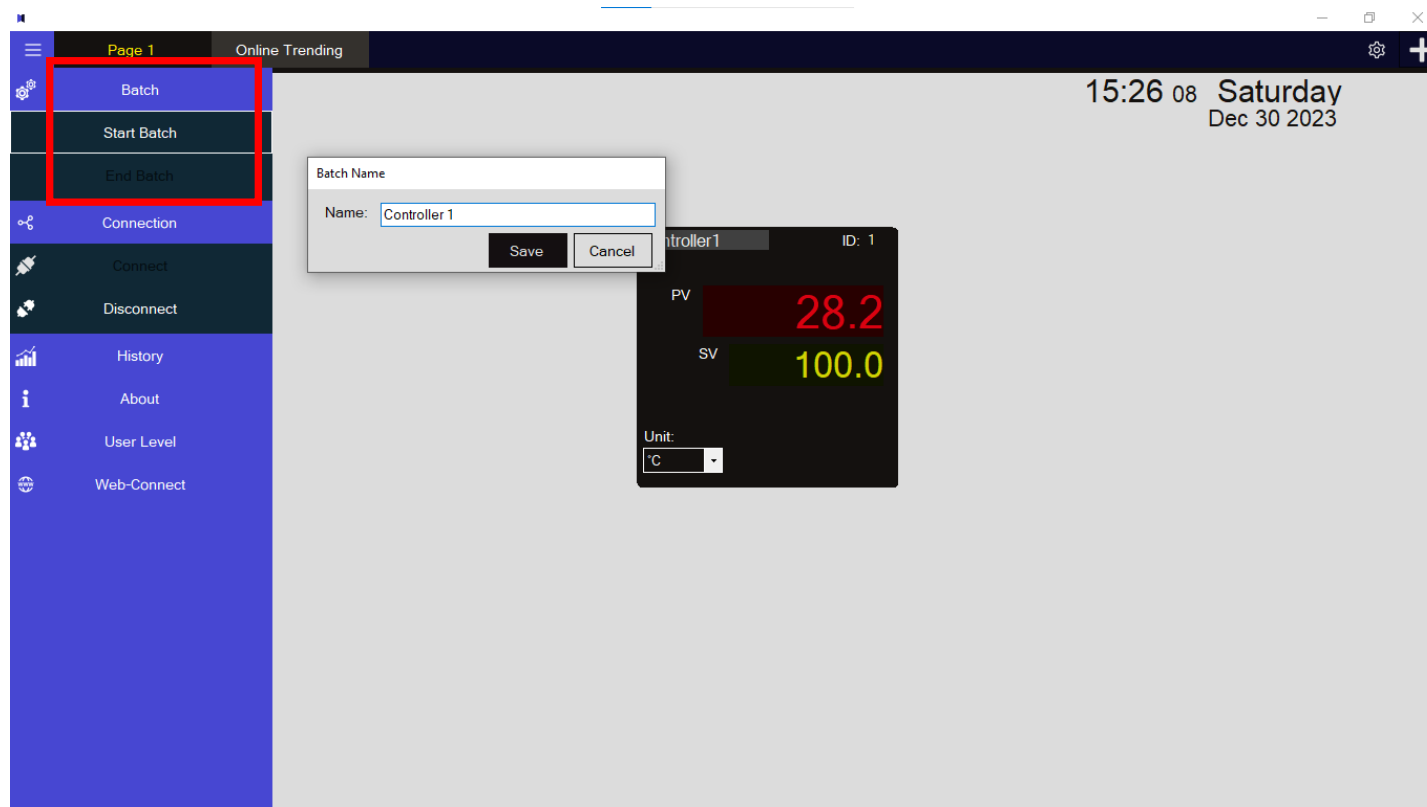 Page 1
Online Trending
Batch
Start Batch
End Batch
Connection
Connect
Disconnect
History
About
User Level
Web-Connect
15:26 08 Saturday
Dec 30 2023
Batch Name
Name: Controller 1
Save Cancel
ntroller1 ID: 1
PV 28.2
SV 100.0
Unit:
°C